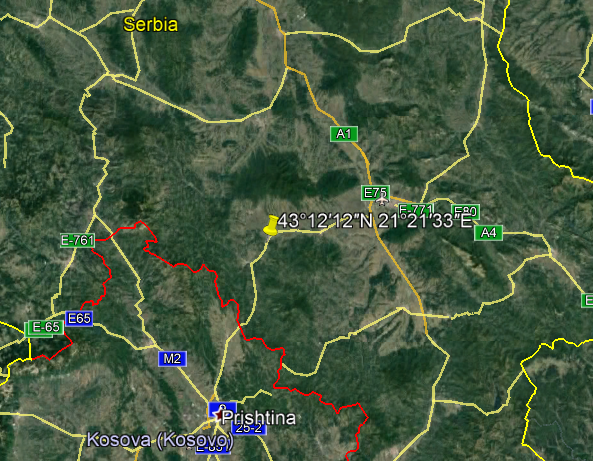 Serbia
A1
E75
E-771
E80
43°12'12"N 21°21'33"E
A4
E-761
E-65
E65
M2
Prishtina
25-2
Kosova (Kosovo)